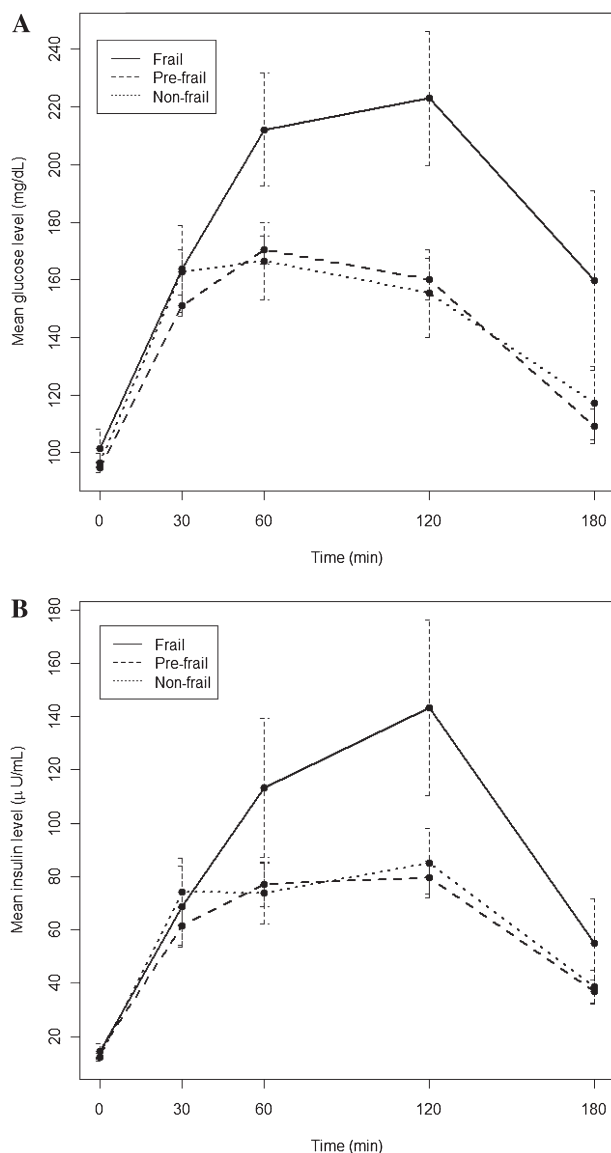 A
Frail
Pre-frail
Non-frail
Mean glucose level (mg/dL)
240
220
200
180
160
140
120
100
0 30 60 120 180
Time (min)
B
Frail
Pre-frail
Non-frail
Mean insulin level (μ U/mL)
180
160
140
120
100
80
60
40
20
0 30 60 120 180
Time (min)